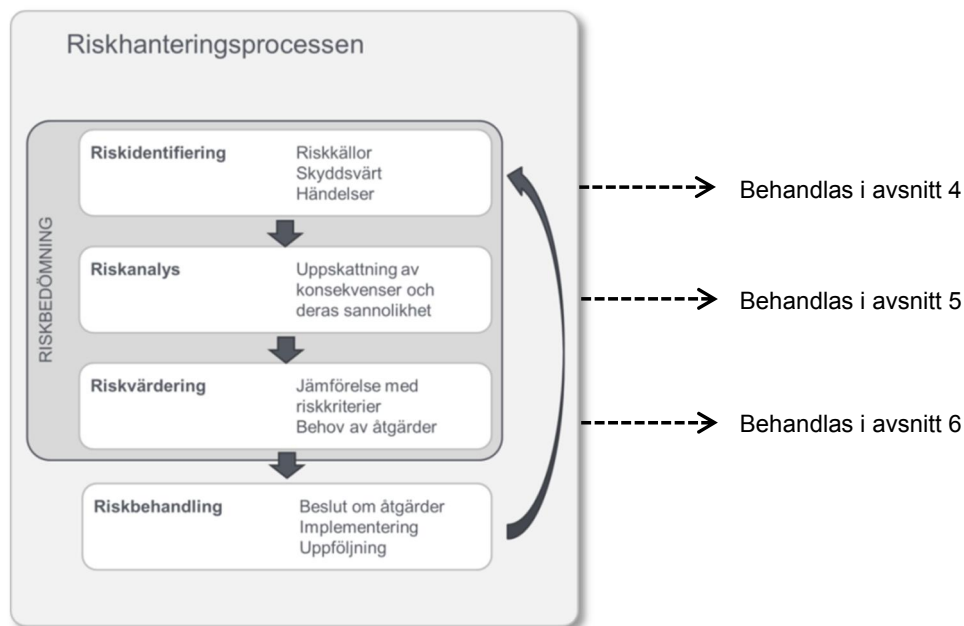 Riskhanteringsprocessen
RISKBEDÖMNING
Riskidentifiering
Riskkällor
Skyddsvärt
Händelser
Behandlas i avsnitt 4
Riskanalys
Uppskattning av
konsekvenser och
deras sannolikhet
Behandlas i avsnitt 5
Riskvärdering
Jämförelse med
riskkriterier
Behov av åtgärder
Behandlas i avsnitt 6
Riskbehandling
Beslut om åtgärder
Implementering
Uppföljning